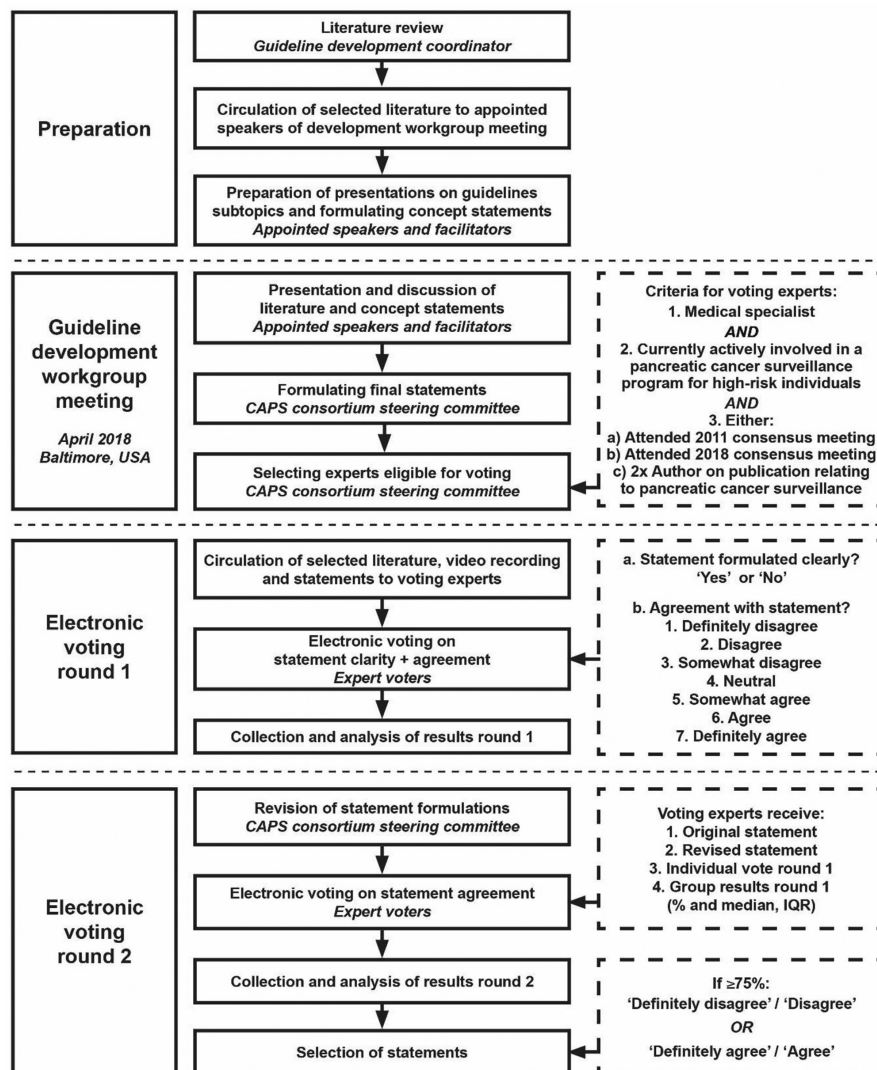 Preparation
Literature review
Guideline development coordinator
Circulation of selected literature to appointed
speakers of development workgroup meeting
Preparation of presentations on guidelines
subtopics and formulating concept statements
Appointed speakers and facilitators
Guideline
development
workgroup
meeting
April 2018
Baltimore, USA
Presentation and discussion of
literature and concept statements
Appointed speakers and facilitators
Formulating final statements
CAPS consortium steering committee
Selecting experts eligible for voting
CAPS consortium steering committee
Criteria for voting experts:
1. Medical specialist
AND
2. Currently actively involved in a
pancreatic cancer surveillance
program for high-risk individuals
AND
3. Either:
a) Attended 2011 consensus meeting
b) Attended 2018 consensus meeting
c) 2x Author on publication relating
to pancreatic cancer surveillance
Electronic
voting
round 1
Circulation of selected literature, video recording
and statements to voting experts
Electronic voting on
statement clarity + agreement
Expert voters
Collection and analysis of results round 1
a. Statement formulated clearly?
‘Yes’ or ‘No’
b. Agreement with statement?
1. Definitely disagree
2. Disagree
3. Somewhat disagree
4. Neutral
5. Somewhat agree
6. Agree
7. Definitely agree
Electronic
voting
round 2
Revision of statement formulations
CAPS consortium steering committee
Electronic voting on statement agreement
Expert voters
Collection and analysis of results round 2
Selection of statements
Voting experts receive:
1. Original statement
2. Revised statement
3. Individual vote round 1
4. Group results round 1
(% and median, IQR)
If ≥75%:
‘Definitely disagree’ / ‘Disagree’
OR
‘Definitely agree’ / ‘Agree’